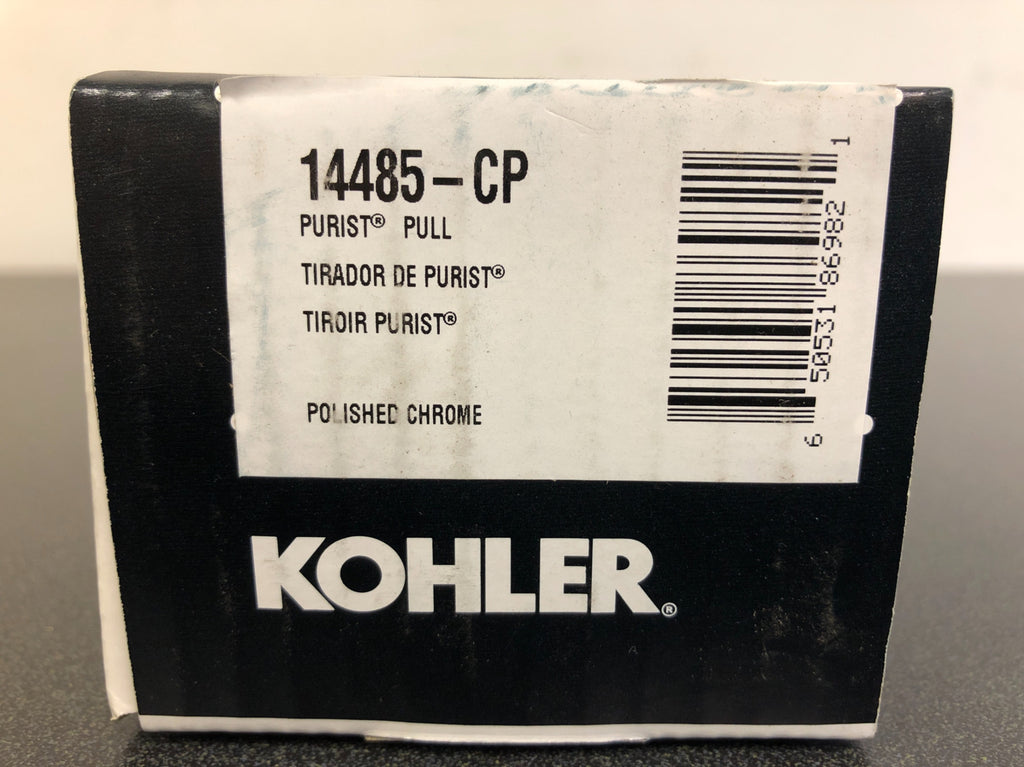 14485-CP
PURIST® PULL
TIRADOR DE PURIST®
TIROIR PURIST®
POLISHED CHROME
6 50531 86982 1
KOHLER®